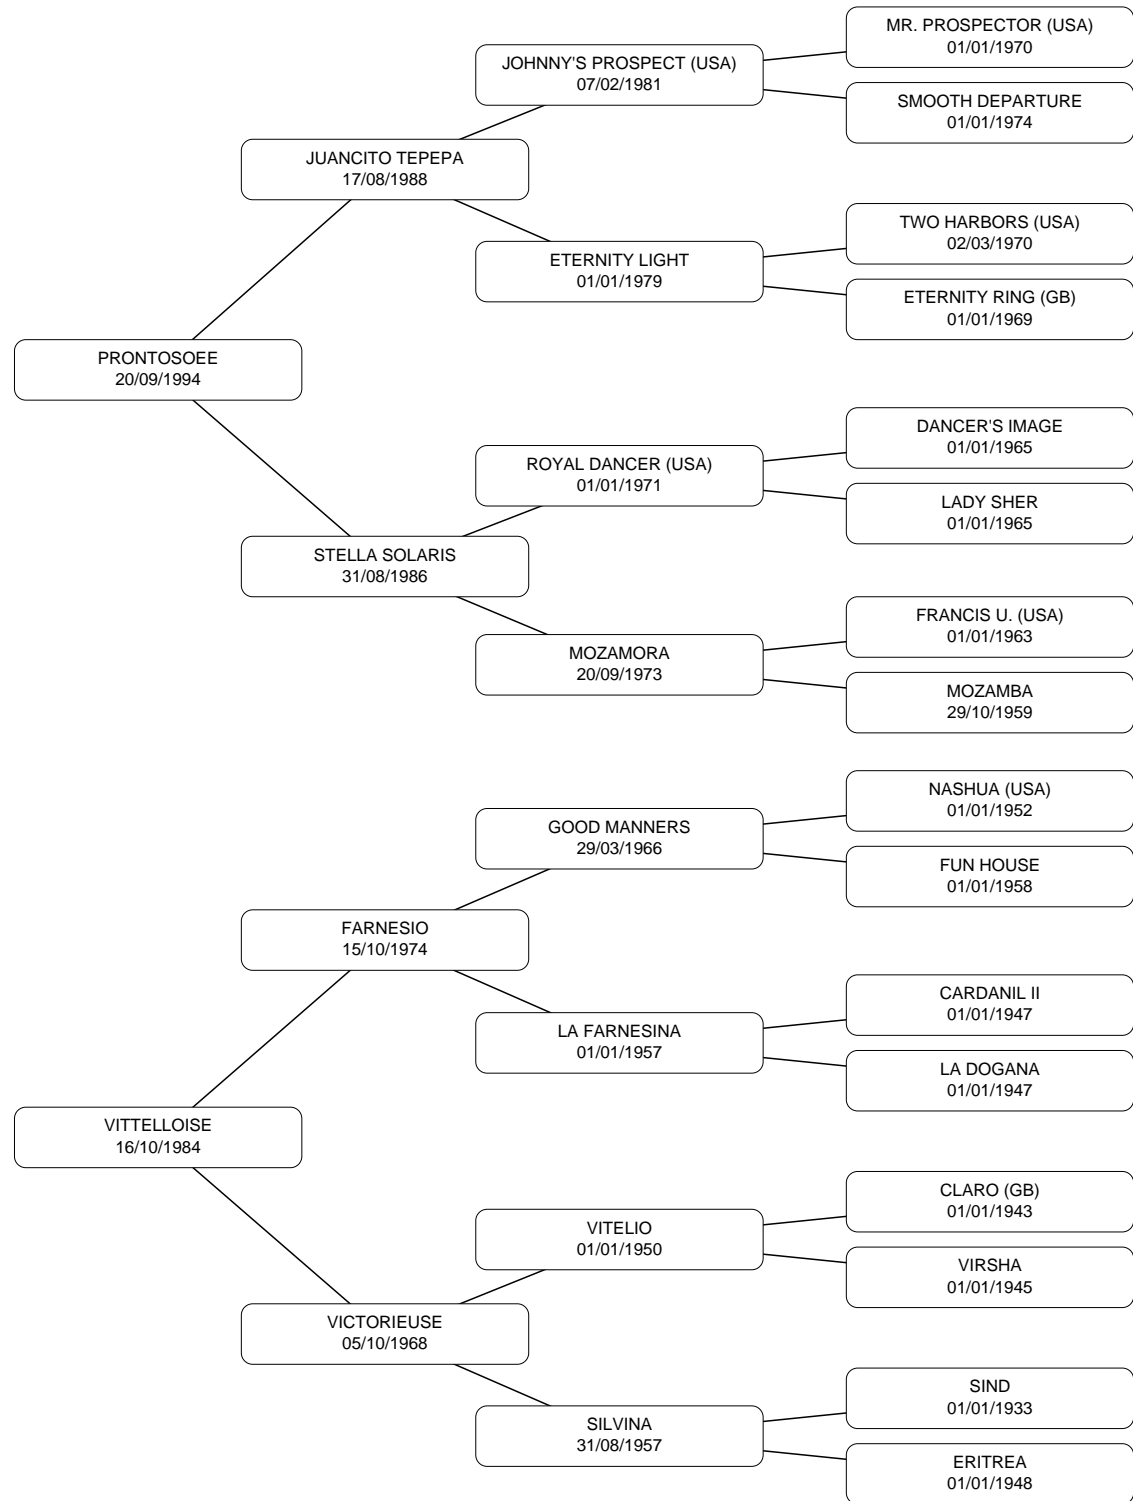 MR. PROSPECTOR (USA)
01/01/1970
JOHNNY'S PROSPECT (USA)
07/02/1981
SMOOTH DEPARTURE
01/01/1974
JUANCITO TEPEPA
17/08/1988
TWO HARBORS (USA)
02/03/1970
ETERNITY LIGHT
01/01/1979
ETERNITY RING (GB)
01/01/1969
PRONTOSOEE
20/09/1994
DANCER'S IMAGE
01/01/1965
ROYAL DANCER (USA)
01/01/1971
LADY SHER
01/01/1965
STELLA SOLARIS
31/08/1986
FRANCIS U. (USA)
01/01/1963
MOZAMORA
20/09/1973
MOZAMBA
29/10/1959
NASHUA (USA)
01/01/1952
GOOD MANNERS
29/03/1966
FUN HOUSE
01/01/1958
FARNESIO
15/10/1974
CARDANIL II
01/01/1947
LA FARNESINA
01/01/1957
LA DOGANA
01/01/1947
VITTELLOISE
16/10/1984
CLARO (GB)
01/01/1943
VITELIO
01/01/1950
VIRSHA
01/01/1945
VICTORIEUSE
05/10/1968
SIND
01/01/1933
SILVINA
31/08/1957
ERITREA
01/01/1948